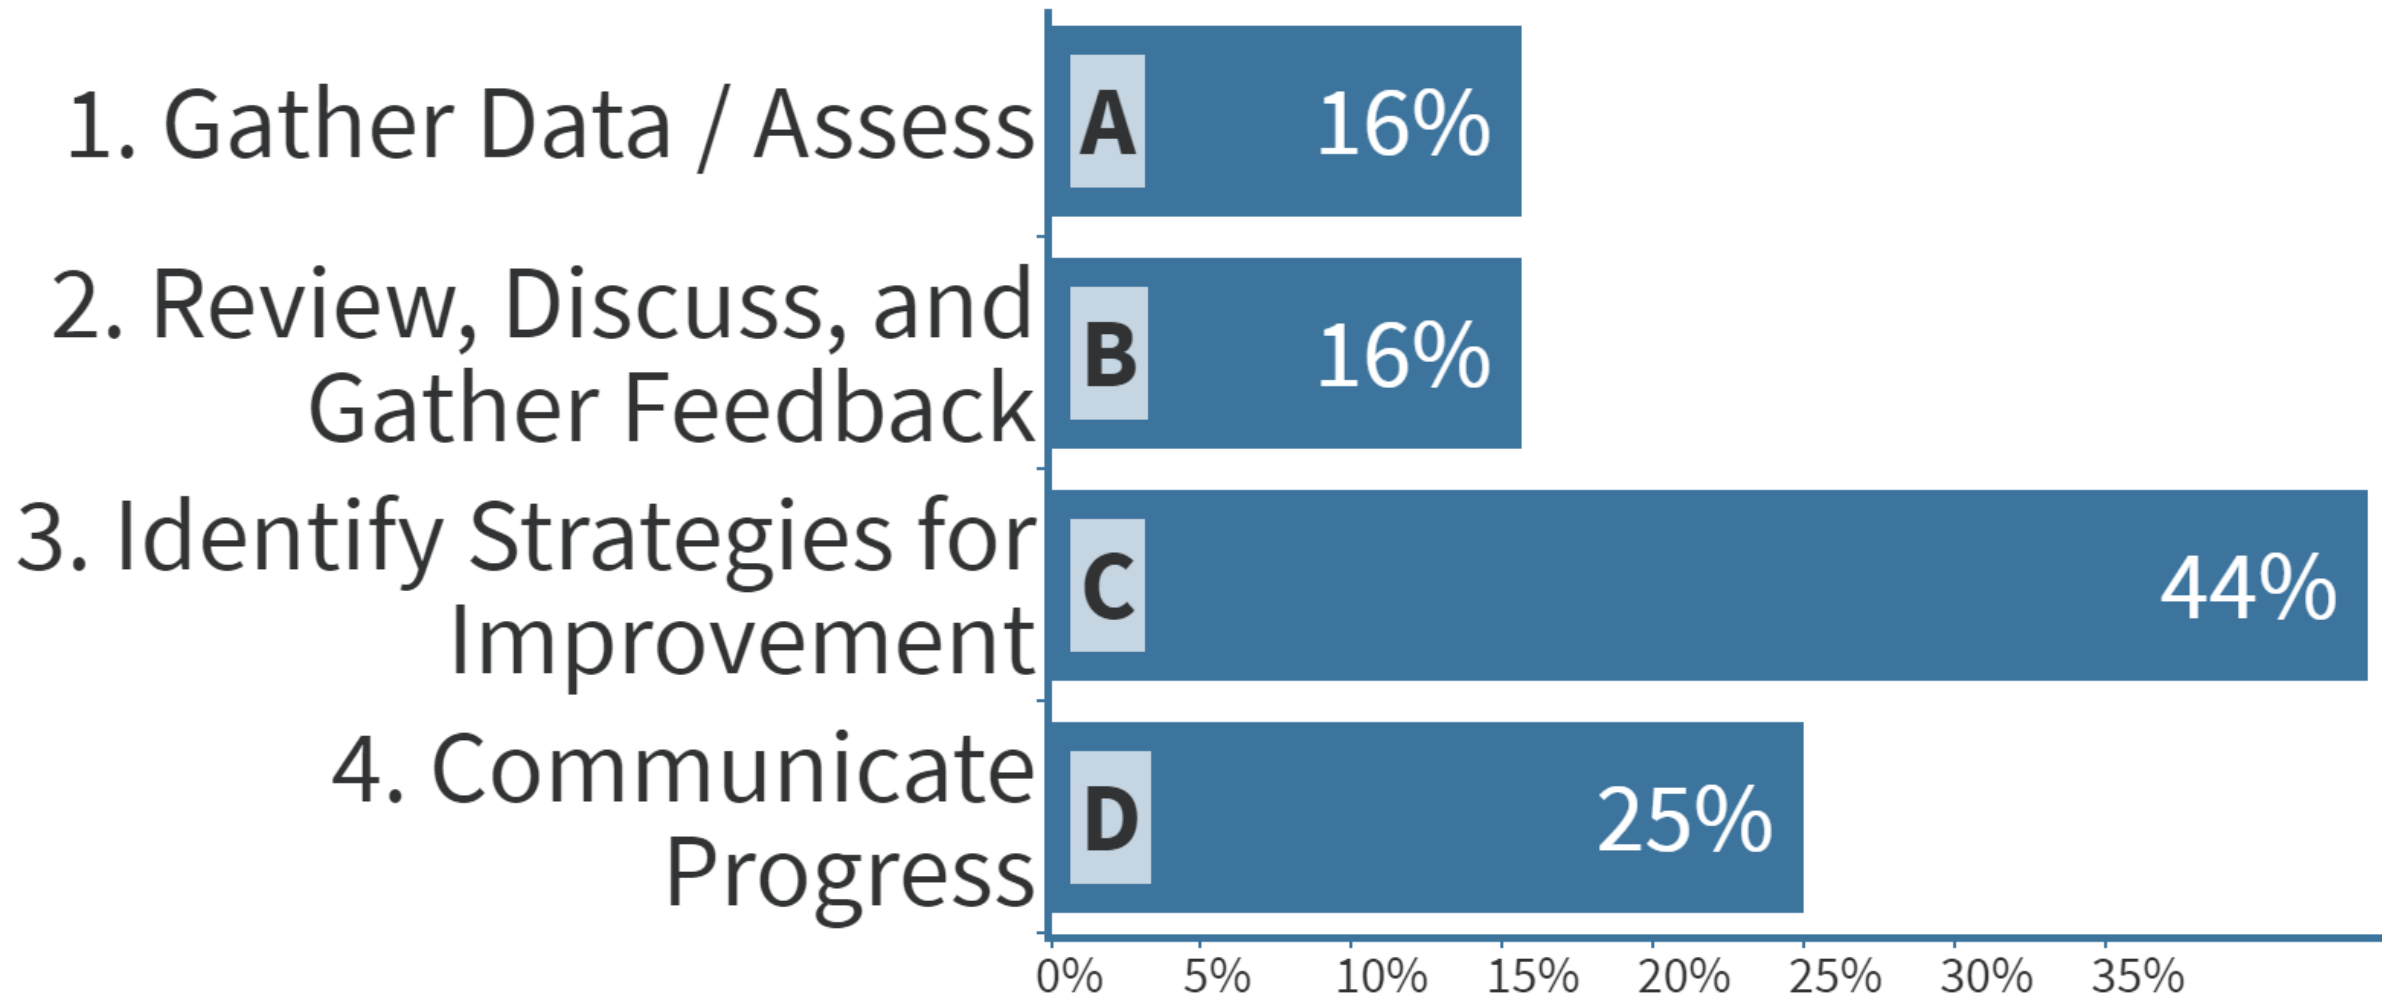 1. Gather Data / Assess
A
16%
2. Review, Discuss, and
Gather Feedback
B
16%
3. Identify Strategies for
Improvement
C
44%
4. Communicate
Progress
D
25%
0% 5% 10% 15% 20% 25% 30% 35%